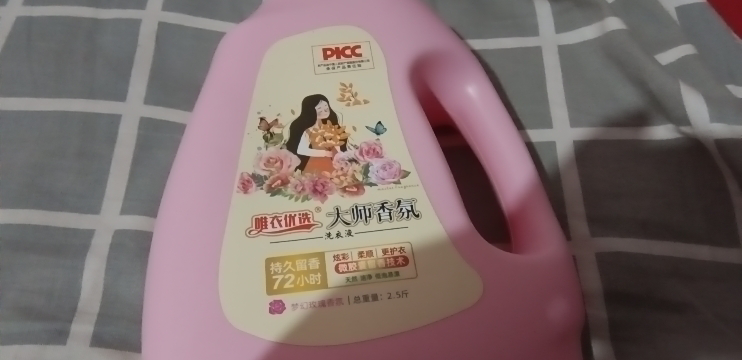 PICC
唯衣优选®
大师香氛
洗衣液
持久留香
72小时
炫彩 柔顺 更护衣
梦幻玫瑰香氛 | 总重量：2.5斤